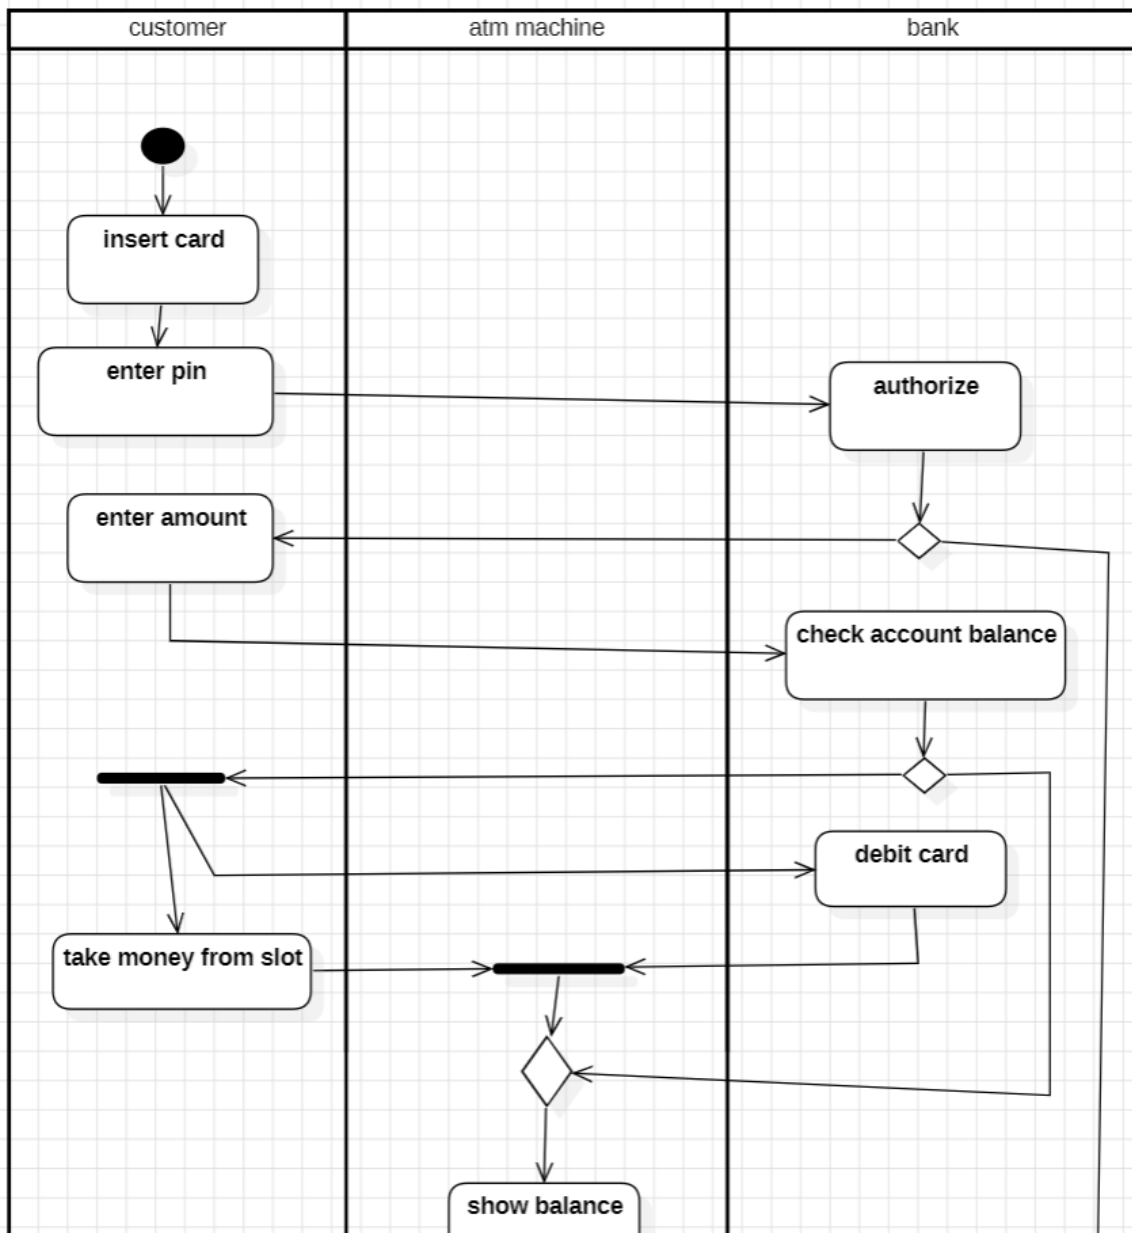 customer
atm machine
bank
insert card
enter pin
authorize
enter amount
check account balance
debit card
take money from slot
show balance